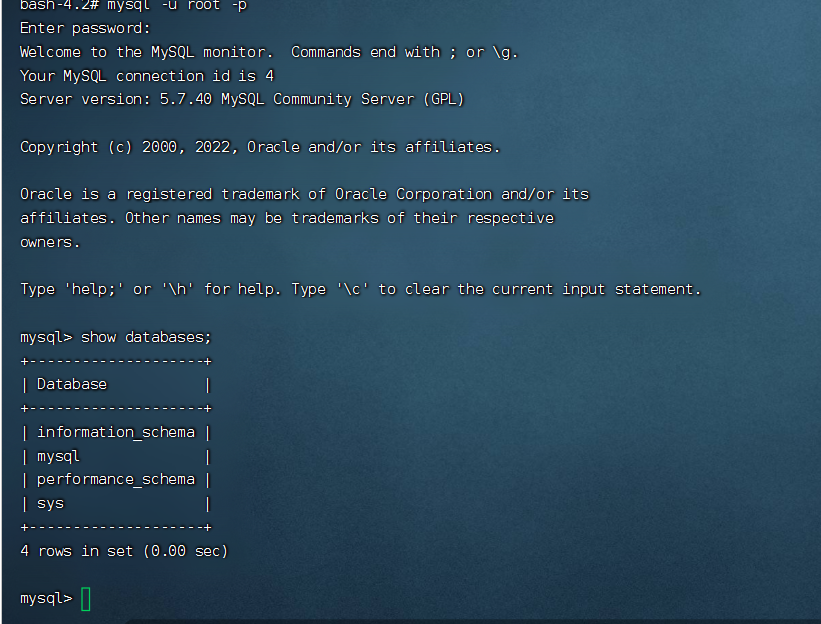 bash-4.2# mysql -u root -p
Enter password:
Welcome to the MySQL monitor.  Commands end with ; or \g.
Your MySQL connection id is 4
Server version: 5.7.40 MySQL Community Server (GPL)
Copyright (c) 2000, 2022, Oracle and/or its affiliates.
Oracle is a registered trademark of Oracle Corporation and/or its
affiliates. Other names may be trademarks of their respective
owners.
Type 'help;' or '\h' for help. Type '\c' to clear the current input statement.
mysql> show databases;
+--------------------+
| Database           |
+--------------------+
| information_schema |
| mysql              |
| performance_schema |
| sys                |
+--------------------+
4 rows in set (0.00 sec)
mysql>